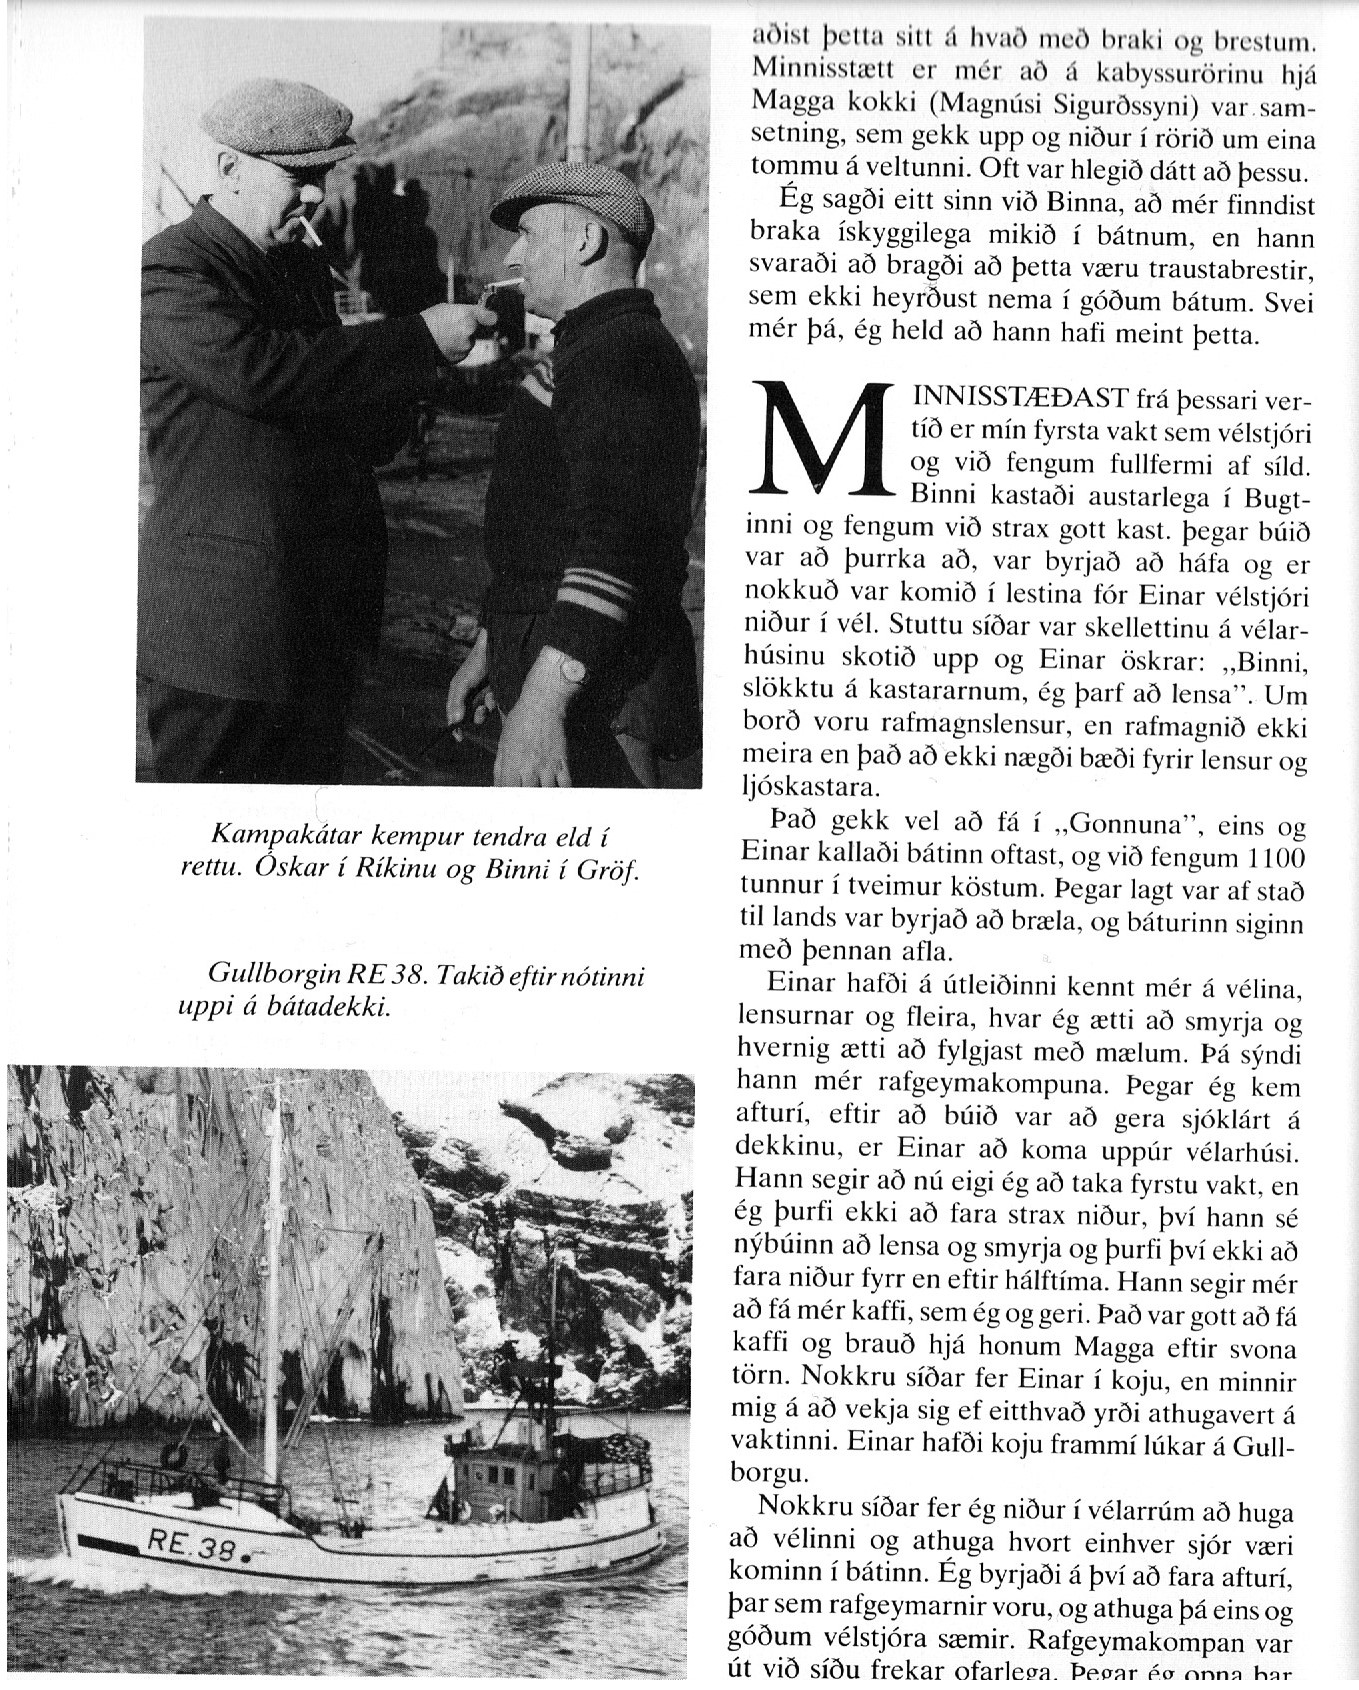 Kampakátar kempur tendra eld í
rettu. Óskar í Ríkinu og Binni í Gröf.
Gullborgin RE 38. Takið eftir nótinni
uppi á bátadekki.
RE.38.
aðist þetta sitt á hvað með braki og brestum.
Minnisstætt er mér að á kabyssurörinu hjá
Magga kokki (Magnúsi Sigurðssyni) var sam-
setning, sem gekk upp og niður í rörið um eina
tommu á veltunni. Oft var hlegið dátt að þessu.
Ég sagði eitt sinn við Binna, að mér finndist
braka ískyggilega mikið í bátnum, en hann
svaraði að bragði að þetta væru traustabrestir,
sem ekki heyrðust nema í góðum bátum. Svei
mér þá, ég held að hann hafi meint þetta.
MINNISSTÆÐAST frá þessari ver-
tíð er mín fyrsta vakt sem vélstjóri
og við fengum fullfermi af síld.
Binni kastaði austarlega í Bugt-
inni og fengum við strax gott kast. þegar búið
var að þurrka að, var byrjað að háfa og er
nokkuð var komið í lestina fór Einar vélstjóri
niður í vél. Stuttu síðar var skellettinu á vélar-
húsinu skotið upp og Einar öskrar: ,,Binni,
slökktu á kastararnum, ég þarf að lensa”. Um
borð voru rafmagnslensur, en rafmagnið ekki
meira en það að ekki nægði bæði fyrir lensur og
ljóskastara.
Það gekk vel að fá í ,,Gonnuna”, eins og
Einar kallaði bátinn oftast, og við fengum 1100
tunnur í tveimur köstum. Þegar lagt var af stað
til lands var byrjað að bræla, og báturinn siginn
með þennan afla.
Einar hafði á útleiðinni kennt mér á vélina,
lensurnar og fleira, hvar ég ætti að smyrja og
hvernig ætti að fylgjast með mælum. Þá sýndi
hann mér rafgeymakompuna. Þegar ég kem
afturí, eftir að búið var að gera sjóklárt á
dekkinu, er Einar að koma uppúr vélarhúsi.
Hann segir að nú eigi ég að taka fyrstu vakt, en
ég þurfi ekki að fara strax niður, því hann sé
nýbúinn að lensa og smyrja og þurfi því ekki að
fara niður fyrr en eftir hálftíma. Hann segir mér
að fá mér kaffi, sem ég og geri. Það var gott að fá
kaffi og brauð hjá honum Magga eftir svona
törn. Nokkru síðar fer Einar í koju, en minnir
mig á að vekja sig ef eitthvað yrði athugavert á
vaktinni. Einar hafði koju frammí lúkar á Gull-
borgu.
Nokkru síðar fer ég niður í vélarrúm að huga
að vélinni og athuga hvort einhver sjór væri
kominn í bátinn. Ég byrjaði á því að fara afturí,
þar sem rafgeymarnir voru, og athuga þá eins og
góðum vélstjóra sæmir. Rafgeymakompan var
út við síðu frekar ofarlega. Þegar ég opna þar